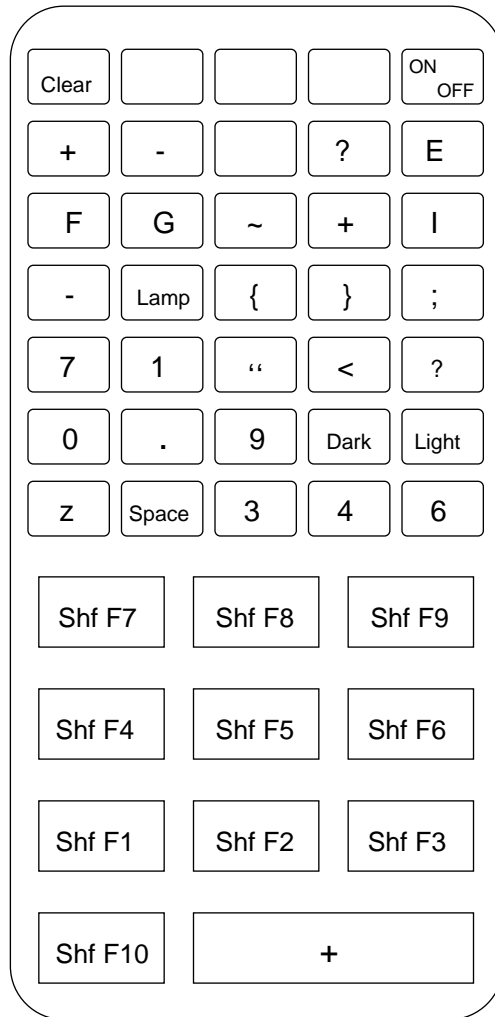 Clear ON OFF
+ - ? E
F G ~ + I
- Lamp { } ;
7 1 “ < ?
0 . 9 Dark Light
z Space 3 4 6
Shf F7 Shf F8 Shf F9
Shf F4 Shf F5 Shf F6
Shf F1 Shf F2 Shf F3
Shf F10 +